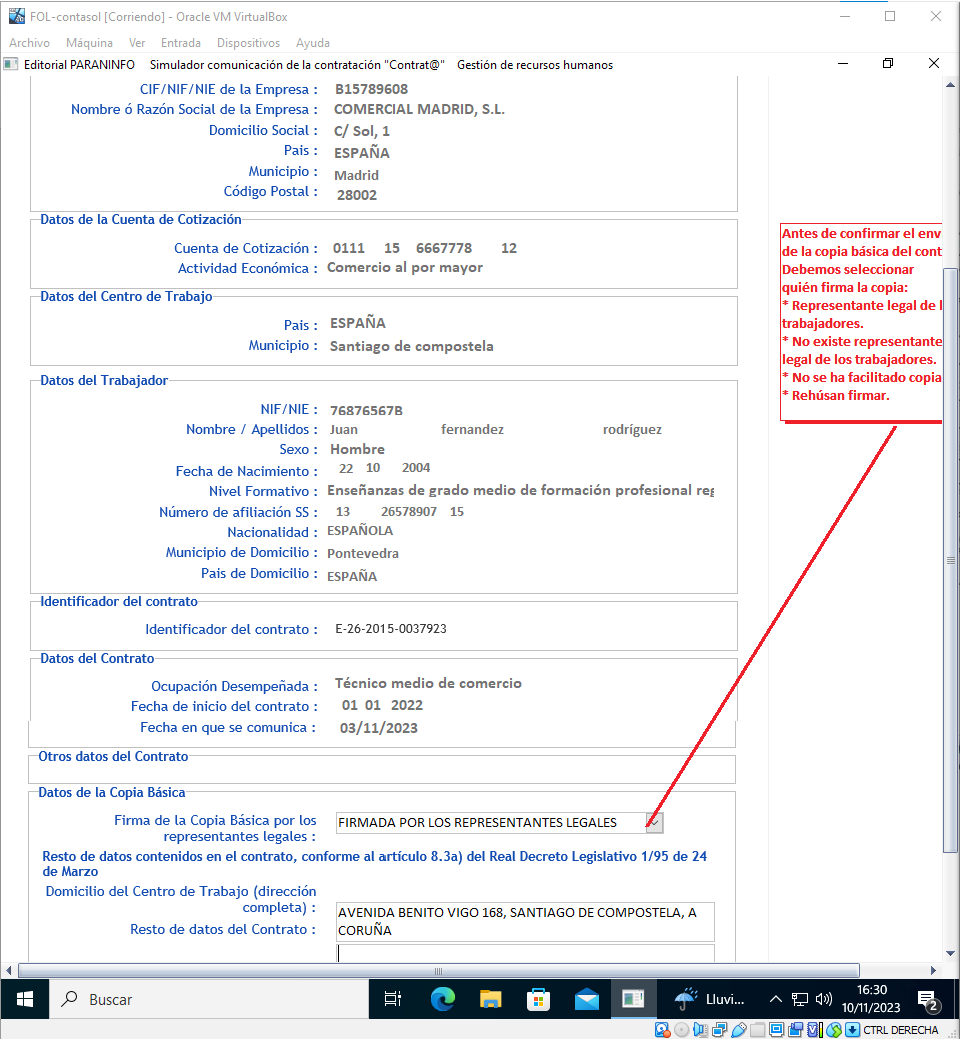 FOL-contasol [Corriendo] - Oracle VM VirtualBox
Archivo Máquina Ver Entrada Dispositivos Ayuda
Editorial PARANINFO Simulador comunicación de la contratación "Contrat@" Gestión de recursos humanos
CIF/NIF/NIE de la Empresa : B15789608
Nombre ó Razón Social de la Empresa : COMERCIAL MADRID, S.L.
Domicilio Social : C/ Sol, 1
Pais : ESPAÑA
Municipio : Madrid
Código Postal : 28002
Datos de la Cuenta de Cotización
Cuenta de Cotización : 0111 15 6667778 12
Actividad Económica : Comercio al por mayor
Datos del Centro de Trabajo
Pais : ESPAÑA
Municipio : Santiago de compostela
Datos del Trabajador
NIF/NIE : 76876567B
Nombre / Apellidos : Juan fernandez rodríguez
Sexo : Hombre
Fecha de Nacimiento : 22 10 2004
Nivel Formativo : Enseñanzas de grado medio de formación profesional reg
Número de afiliación SS : 13 26578907 15
Nacionalidad : ESPAÑOLA
Municipio de Domicilio : Pontevedra
Pais de Domicilio : ESPAÑA
Identificador del contrato
Identificador del contrato : E-26-2015-0037923
Datos del Contrato
Ocupación Desempeñada : Técnico medio de comercio
Fecha de inicio del contrato : 01 01 2022
Fecha en que se comunica : 03/11/2023
Otros datos del Contrato
Datos de la Copia Básica
Firma de la Copia Básica por los
representantes legales :
FIRMADA POR LOS REPRESENTANTES LEGALES
Resto de datos contenidos en el contrato, conforme al artículo 8.3a) del Real Decreto Legislativo 1/95 de 24
de Marzo
Domicilio del Centro de Trabajo (dirección
completa) :
AVENIDA BENITO VIGO 168, SANTIAGO DE COMPOSTELA, A
CORUÑA
Resto de datos del Contrato :
Antes de confirmar el env
de la copia básica del cont
Debemos seleccionar
quién firma la copia:
* Representante legal de l
trabajadores.
* No existe representante
legal de los trabajadores.
* No se ha facilitado copia
* Rehúsan firmar.
Buscar
Lluvi...
16:30
10/11/2023
2
CTRL DERECHA